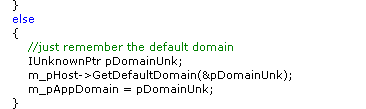 }
else
{
//just remember the default domain
IUnknownPtr pDomainUnk;
m_pHost->GetDefaultDomain(&pDomainUnk);
m_pAppDomain = pDomainUnk;
}